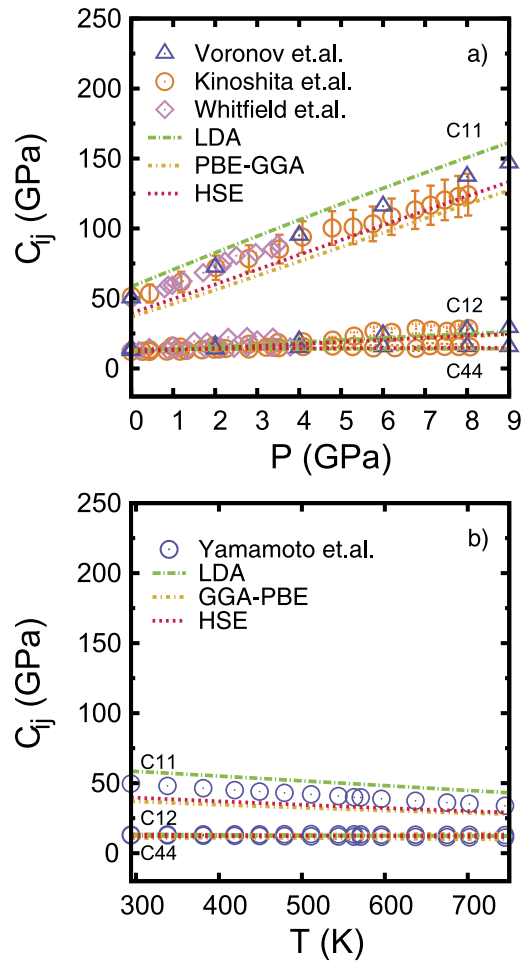 250
200
150
100
50
0
C_ij (GPa)
a)
Voronov et.al.
Kinoshita et.al.
Whitfield et.al.
LDA
PBE-GGA
HSE
C11
C12
C44
0 1 2 3 4 5 6 7 8 9
P (GPa)
250
200
150
100
50
0
C_ij (GPa)
b)
Yamamoto et.al.
LDA
GGA-PBE
HSE
C11
C12
C44
300 400 500 600 700
T (K)